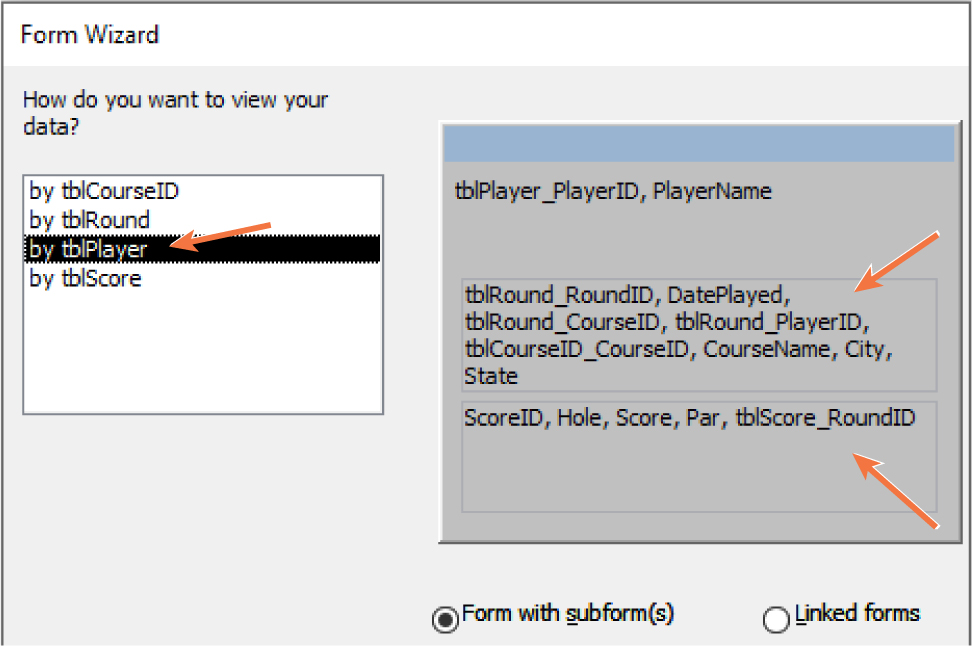 Form Wizard
How do you want to view your
data?
by tblCourseID
by tblRound
by tblPlayer
by tblScore
tblPlayer_PlayerID, PlayerName
tblRound_RoundID, DatePlayed,
tblRound_CourseID, tblRound_PlayerID,
tblCourseID_CourseID, CourseName, City,
State
ScoreID, Hole, Score, Par, tblScore_RoundID
Form with subform(s)
Linked forms